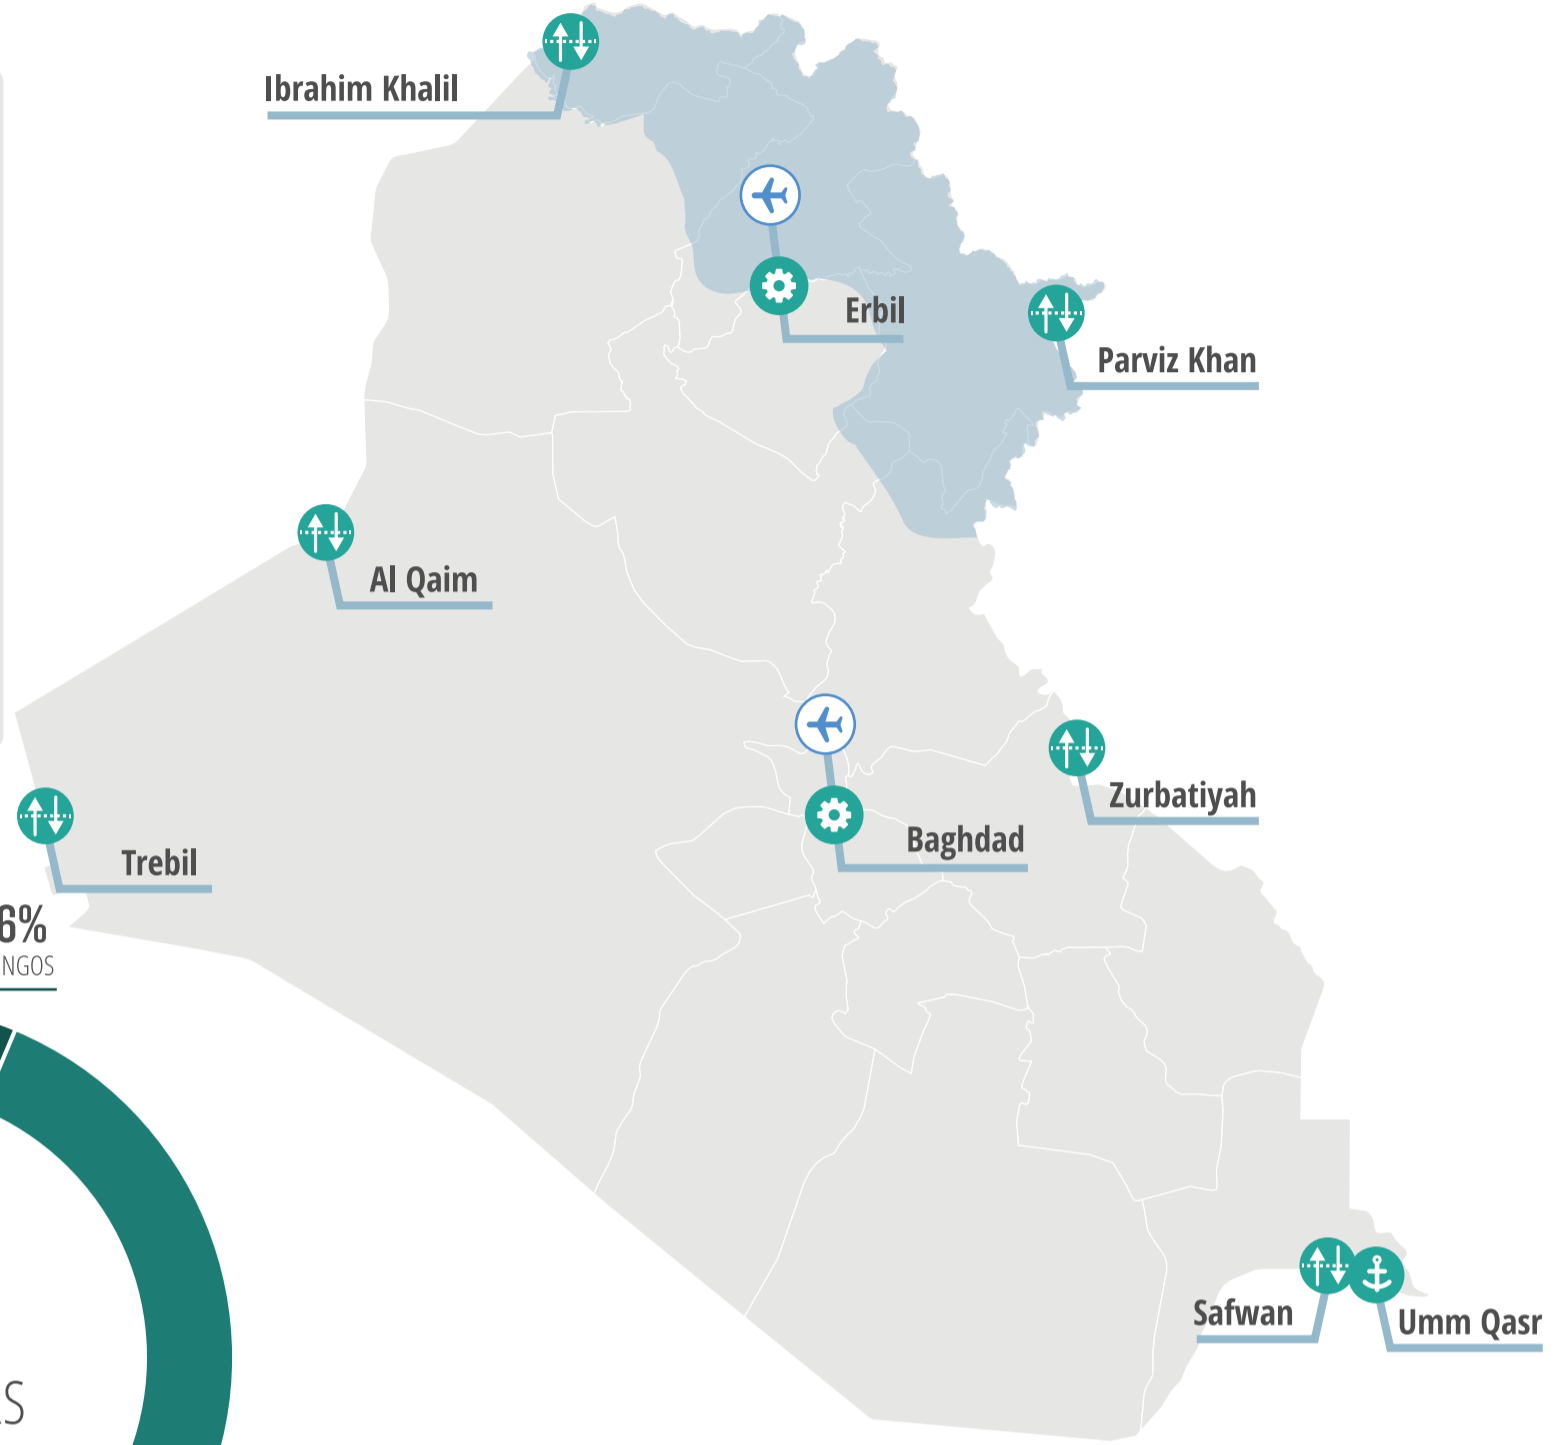 Ibrahim Khalil
Erbil
Parviz Khan
Al Qaim
Zurbatiyah
Baghdad
Trebil
6%
NGOS
Safwan
Umm Qasr